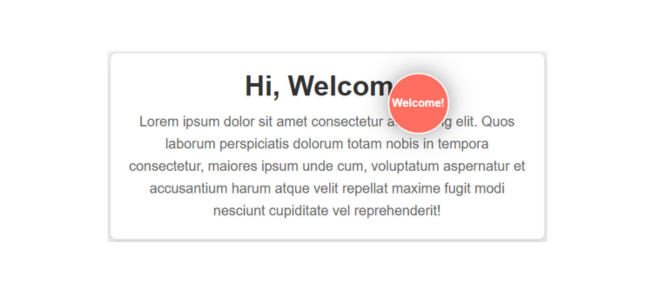 Hi, Welcom
Welcome!
Lorem ipsum dolor sit amet consectetur elit. Quos
laborum perspiciatis dolorum totam nobis in tempora
consectetur, maiores ipsum unde cum, voluptatum aspernatur et
accusantium harum atque velit repellat maxime fugit modi
nesciunt cupiditate vel reprehenderit!